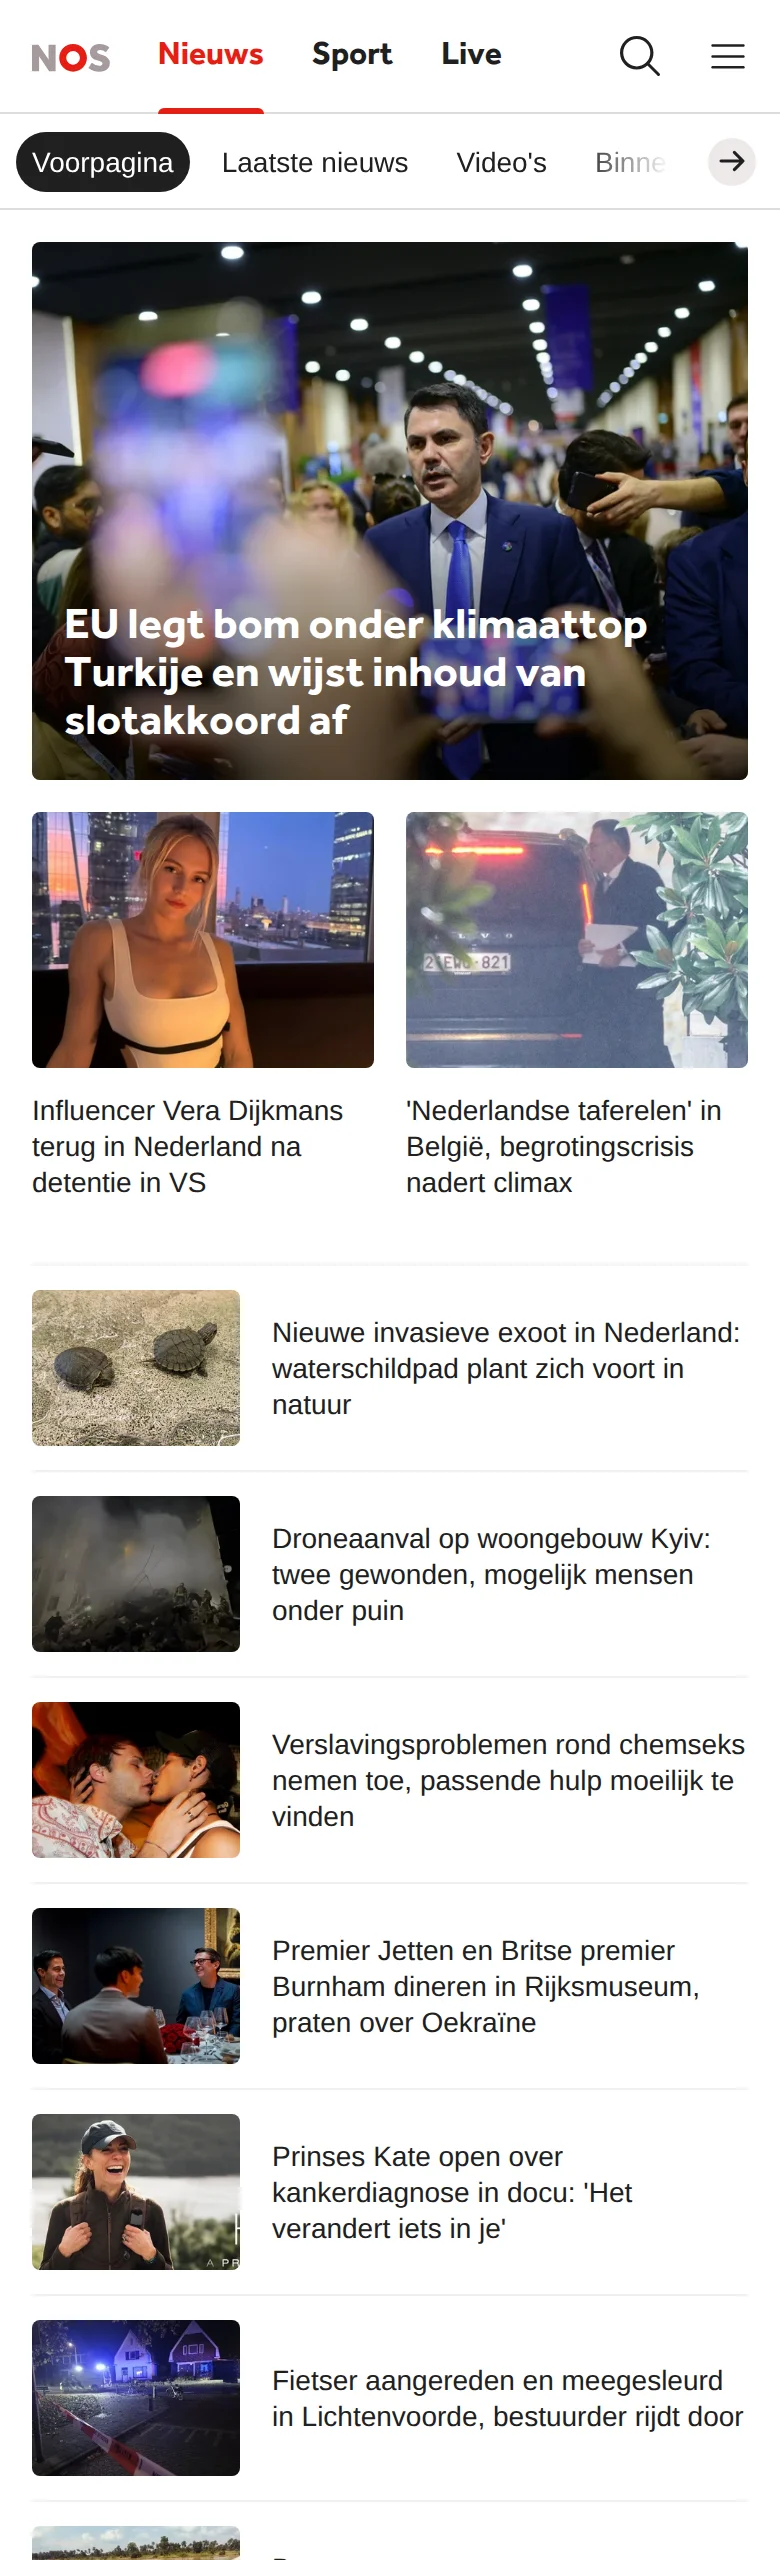 NOS Nieuws Sport Live
Voorpagina Laatste nieuws Video's Binne
EU legt bom onder klimaattop
Turkije en wijst inhoud van
slotakkoord af
Influencer Vera Dijkmans
terug in Nederland na
detentie in VS
'Nederlandse taferelen' in
België, begrotingscrisis
nadert climax
Nieuwe invasieve exoot in Nederland:
waterschildpad plant zich voort in
natuur
Droneaanval op woongebouw Kyiv:
twee gewonden, mogelijk mensen
onder puin
Verslavingsproblemen rond chemseks
nemen toe, passende hulp moeilijk te
vinden
Premier Jetten en Britse premier
Burnham dineren in Rijksmuseum,
praten over Oekraïne
Prinses Kate open over
kankerdiagnose in docu: 'Het
verandert iets in je'
A PR
Fietser aangereden en meegesleurd
in Lichtenvoorde, bestuurder rijdt door